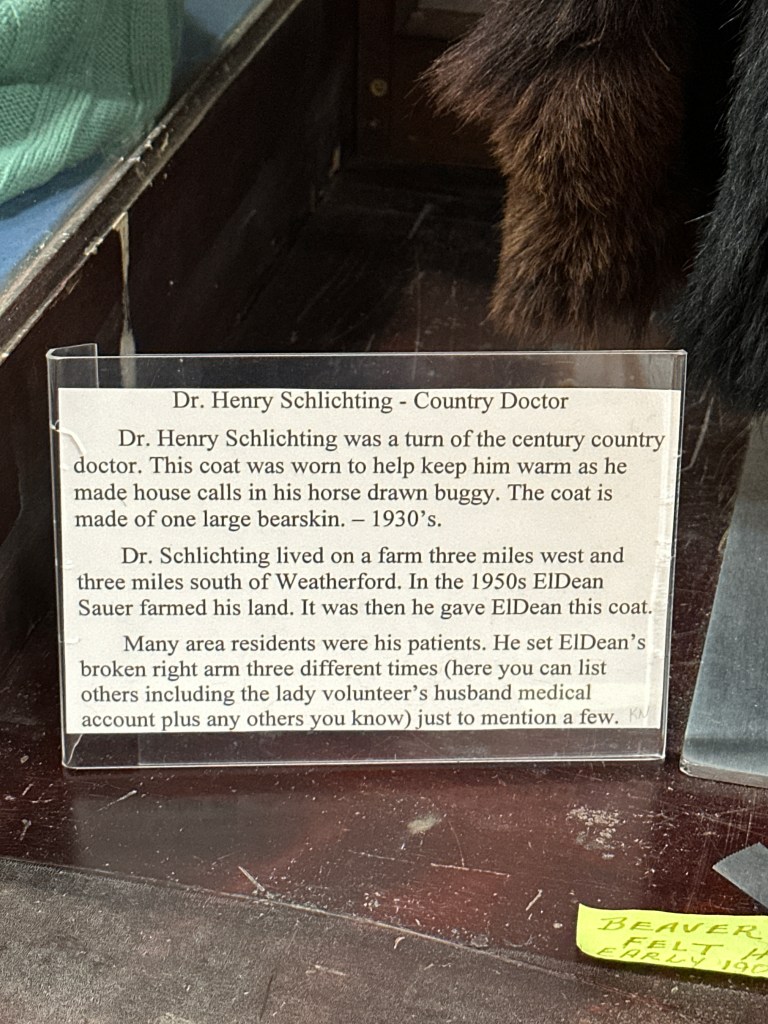 Dr. Henry Schlichting - Country Doctor
Dr. Henry Schlichting was a turn of the century country
doctor. This coat was worn to help keep him warm as he
made house calls in his horse drawn buggy. The coat is
made of one large bearskin. – 1930's.
Dr. Schlichting lived on a farm three miles west and
three miles south of Weatherford. In the 1950s ElDean
Sauer farmed his land. It was then he gave ElDean this coat.
Many area residents were his patients. He set ElDean's
broken right arm three different times (here you can list
others including the lady volunteer's husband medical
account plus any others you know) just to mention a few.
KN
BEAVER
FELT
EARLY